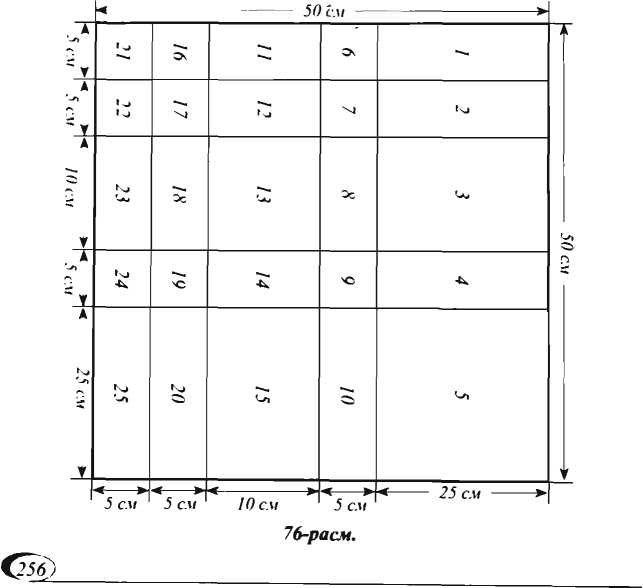 50 см
5 см 21 16 11 6 1
5 см 22 17 12 7 2
10 см 23 18 13 8 3
50 см
5 см 24 19 14 9 4
25 см 25 20 15 10 5
5 см 5 см 10 см 5 см 25 см
76-расм.
256